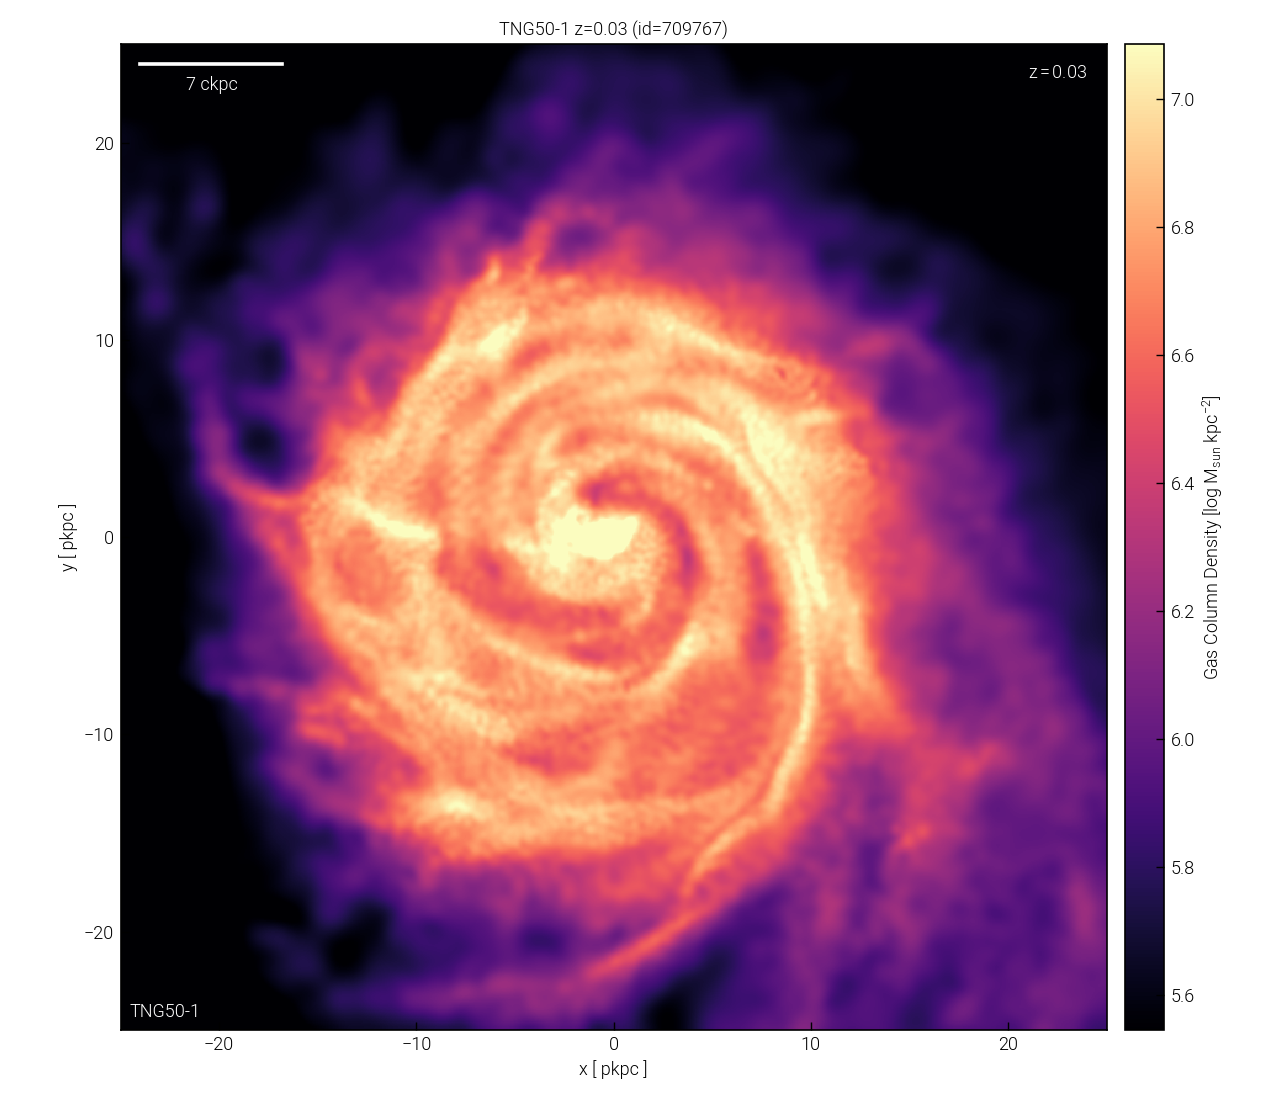 TNG50-1 z=0.03 (id=709767)
7 ckpc
z = 0.03
20
10
0
−10
−20
y [ pkpc ]
TNG50-1
−20
−10
0
10
20
x [ pkpc ]
7.0
6.8
6.6
6.4
6.2
6.0
5.8
5.6
Gas Column Density [log M_sun kpc^−2]